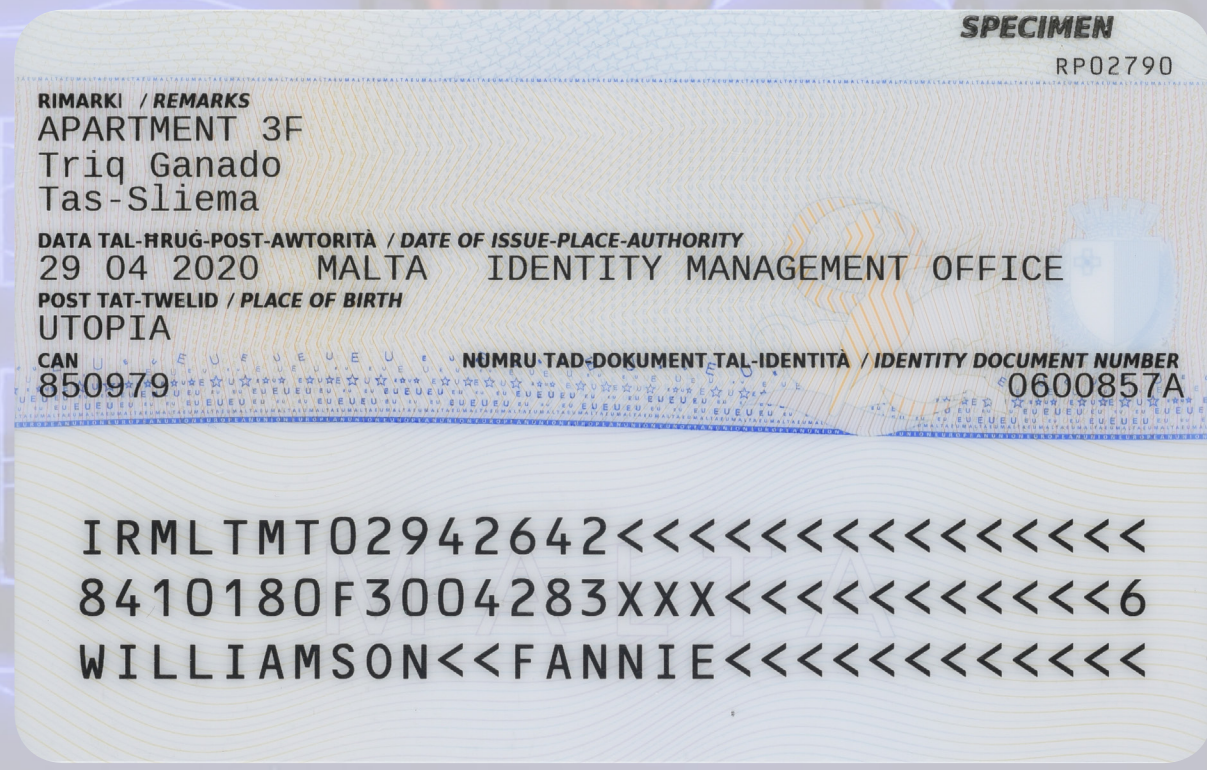 SPECIMEN
RP02790
RIMARKI / REMARKS
APARTMENT 3F
Triq Ganado
Tas-Sliema
DATA TAL-ĦRUĠ-POST-AWTORITÀ / DATE OF ISSUE-PLACE-AUTHORITY
29 04 2020 MALTA IDENTITY MANAGEMENT OFFICE
POST TAT-TWELID / PLACE OF BIRTH
UTOPIA
CAN NUMRU TAD-DOKUMENT TAL-IDENTITÀ / IDENTITY DOCUMENT NUMBER
850979 0600857A
MALTA
IRMLTMT02942642<<<<<<<<<<<<<<<
8410180F3004283XXX<<<<<<<<<<<6
WILLIAMSON<<FANNIE<<<<<<<<<<<<